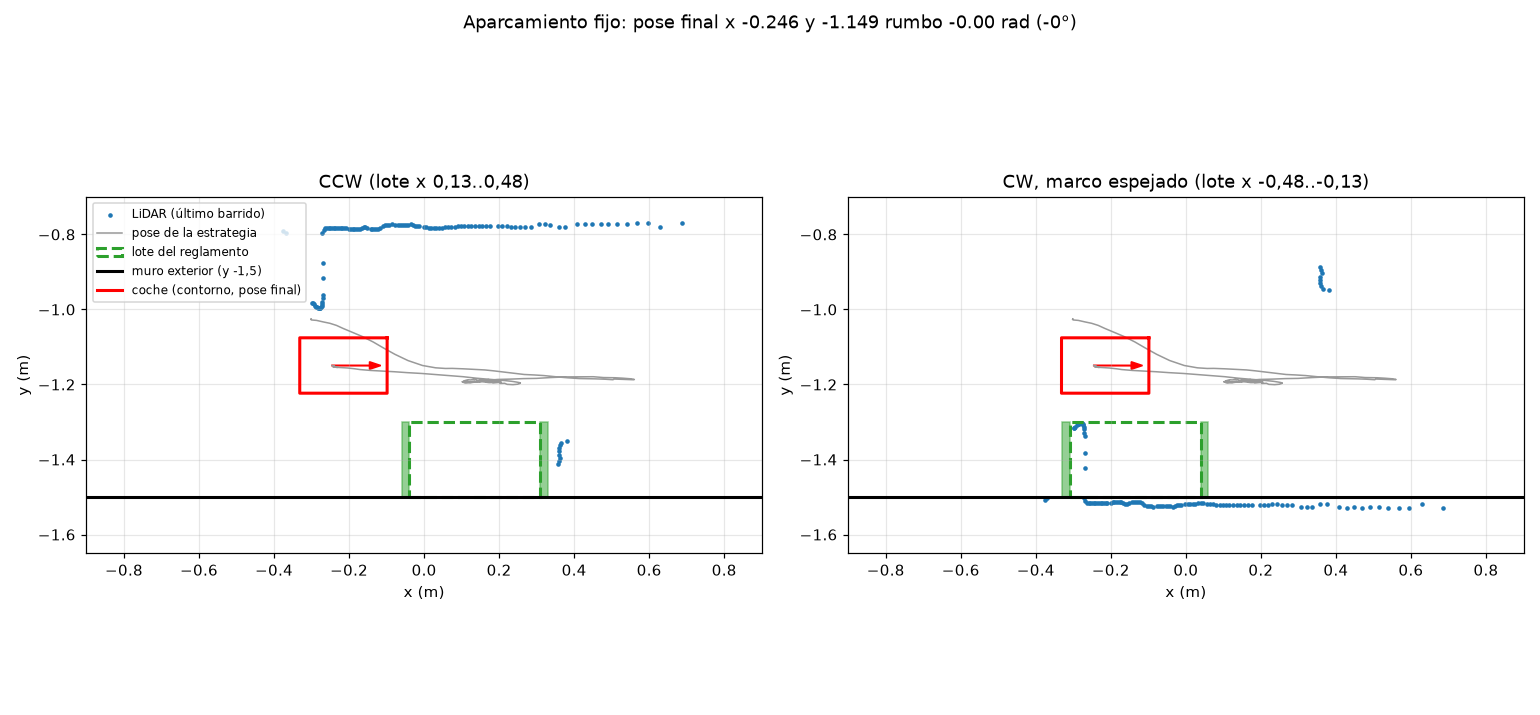 Aparcamiento fijo: pose final x -0.246 y -1.149 rumbo -0.00 rad (-0°)
CCW (lote x 0,13..0,48)
LiDAR (último barrido)
pose de la estrategia
lote del reglamento
muro exterior (y -1,5)
coche (contorno, pose final)
−0.8
−1.0
−1.2
−1.4
−1.6
y (m)
−0.8
−0.6
−0.4
−0.2
0.0
0.2
0.4
0.6
0.8
x (m)
CW, marco espejado (lote x -0,48..-0,13)
−0.8
−1.0
−1.2
−1.4
−1.6
y (m)
−0.8
−0.6
−0.4
−0.2
0.0
0.2
0.4
0.6
0.8
x (m)